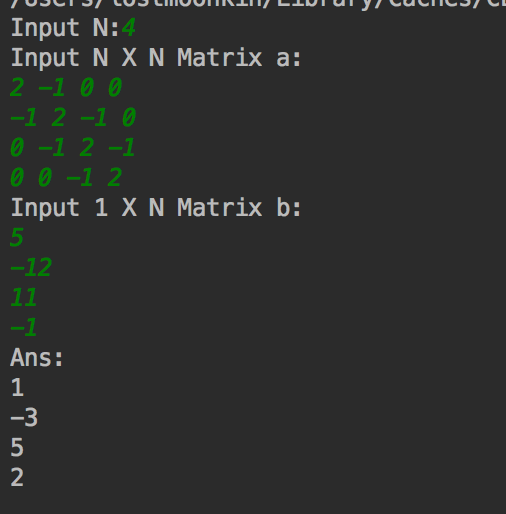 Input N:4
Input N X N Matrix a:
2 -1 0 0
-1 2 -1 0
0 -1 2 -1
0 0 -1 2
Input 1 X N Matrix b:
5
-12
11
-1
Ans:
1
-3
5
2